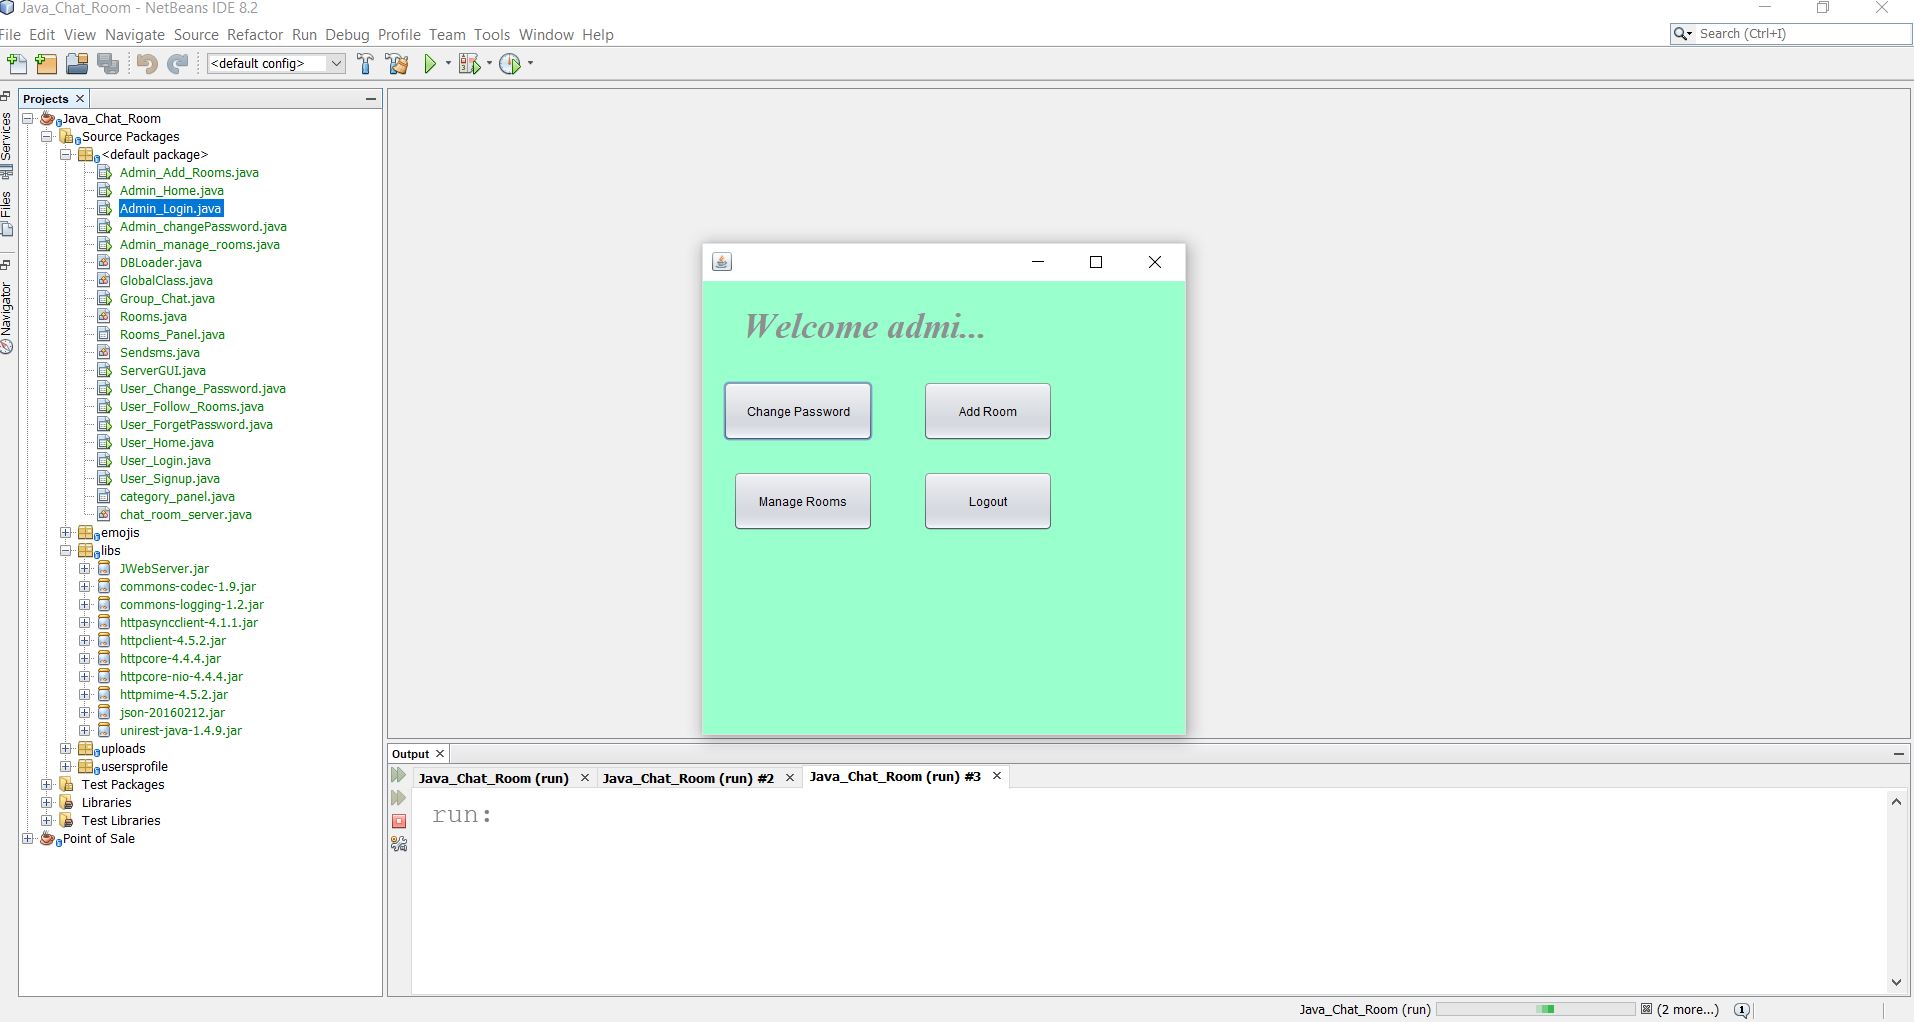 Java_Chat_Room - NetBeans IDE 8.2
File Edit View Navigate Source Refactor Run Debug Profile Team Tools Window Help
Search (Ctrl+I)
<default config>
Services
Files
Navigator
Projects
Java_Chat_Room
Source Packages
<default package>
Admin_Add_Rooms.java
Admin_Home.java
Admin_Login.java
Admin_changePassword.java
Admin_manage_rooms.java
DBLoader.java
GlobalClass.java
Group_Chat.java
Rooms.java
Rooms_Panel.java
Sendsms.java
ServerGUI.java
User_Change_Password.java
User_Follow_Rooms.java
User_ForgetPassword.java
User_Home.java
User_Login.java
User_Signup.java
category_panel.java
chat_room_server.java
emojis
libs
JWebServer.jar
commons-codec-1.9.jar
commons-logging-1.2.jar
httpasyncclient-4.1.1.jar
httpclient-4.5.2.jar
httpcore-4.4.4.jar
httpcore-nio-4.4.4.jar
httpmime-4.5.2.jar
json-20160212.jar
unirest-java-1.4.9.jar
uploads
usersprofile
Test Packages
Libraries
Test Libraries
Point of Sale
Welcome admi...
Change Password
Add Room
Manage Rooms
Logout
Output
Java_Chat_Room (run)
Java_Chat_Room (run) #2
Java_Chat_Room (run) #3
run:
Java_Chat_Room (run)
(2 more...)
1